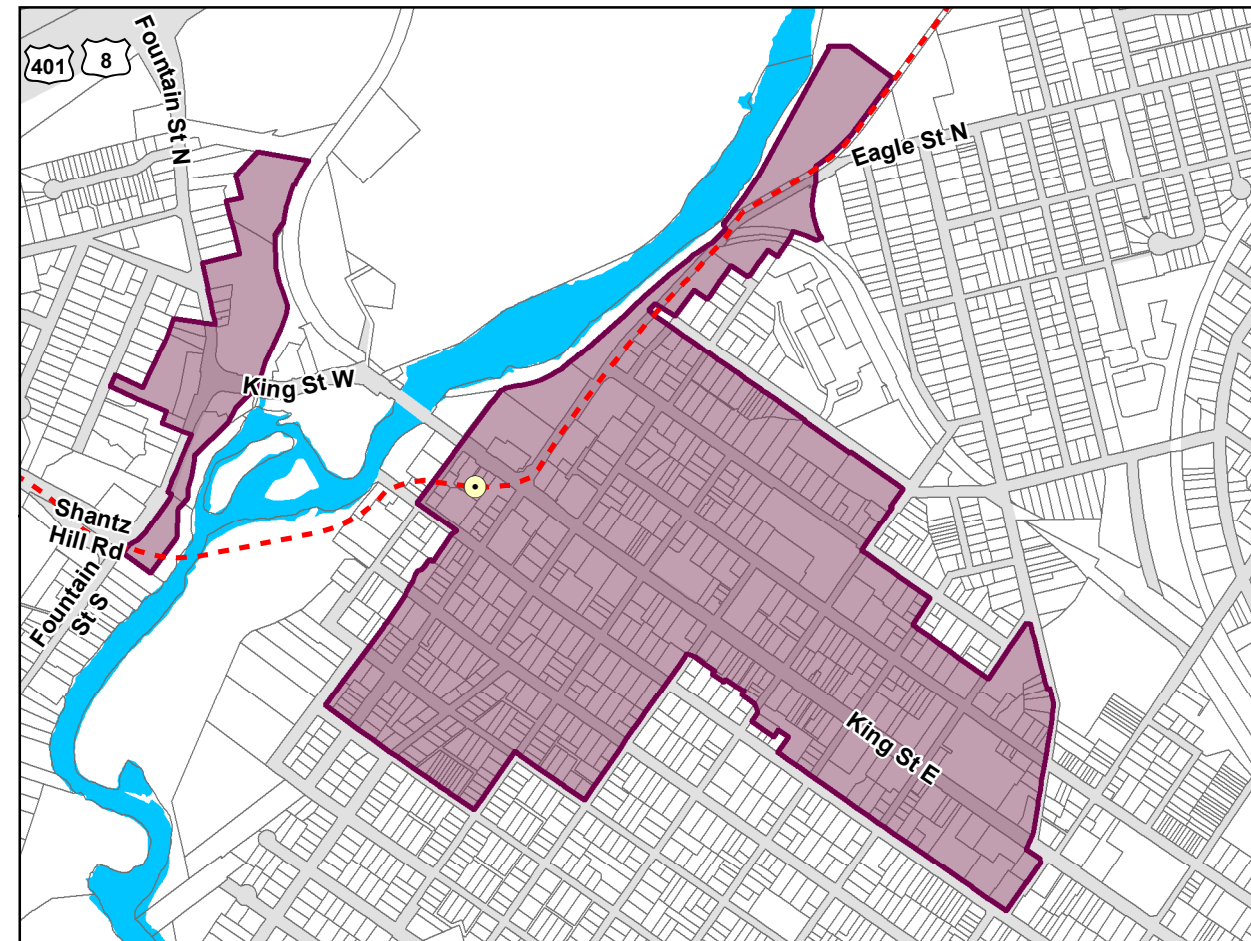 401
8
Fountain St N
Eagle St N
King St W
Shantz
Hill Rd
Fountain
St S
King St E